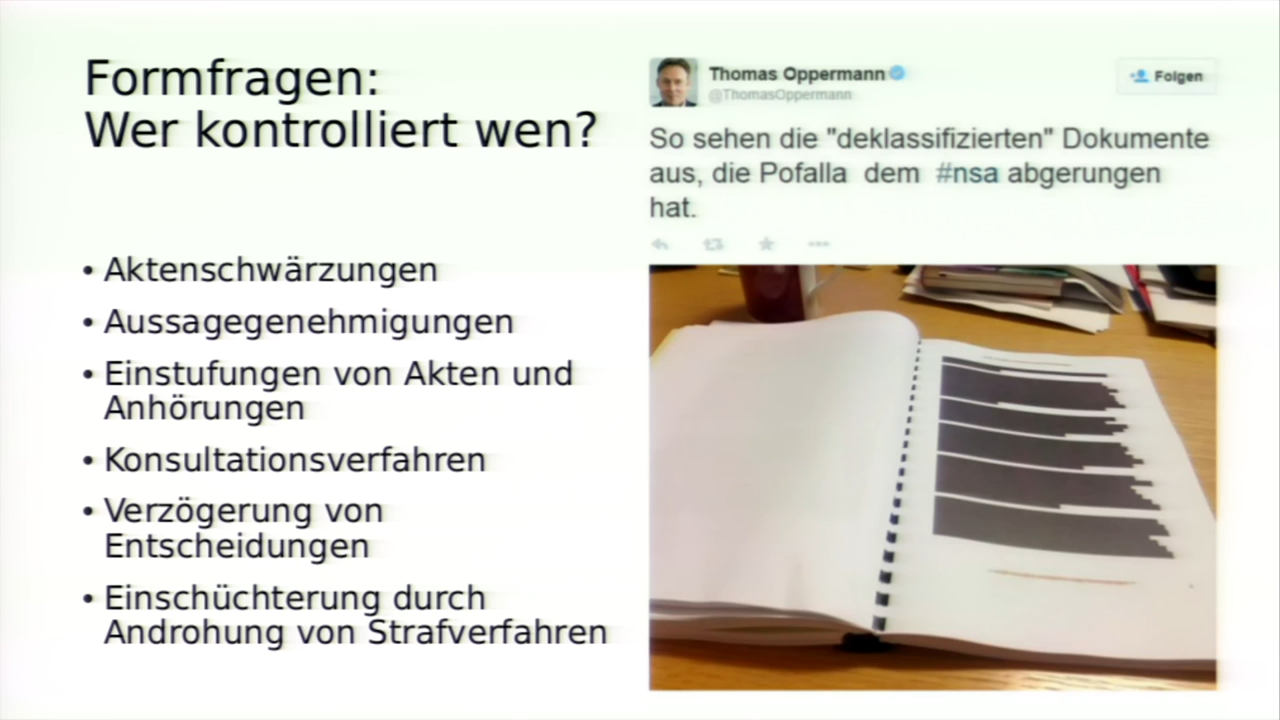 Formfragen:
Wer kontrolliert wen?
• Aktenschwärzungen
• Aussagegenehmigungen
• Einstufungen von Akten und
Anhörungen
• Konsultationsverfahren
• Verzögerung von
Entscheidungen
• Einschüchterung durch
Androhung von Strafverfahren
Thomas Oppermann
@ThomasOppermann
Folgen
So sehen die "deklassifizierten" Dokumente
aus, die Pofalla dem #nsa abgerungen
hat.